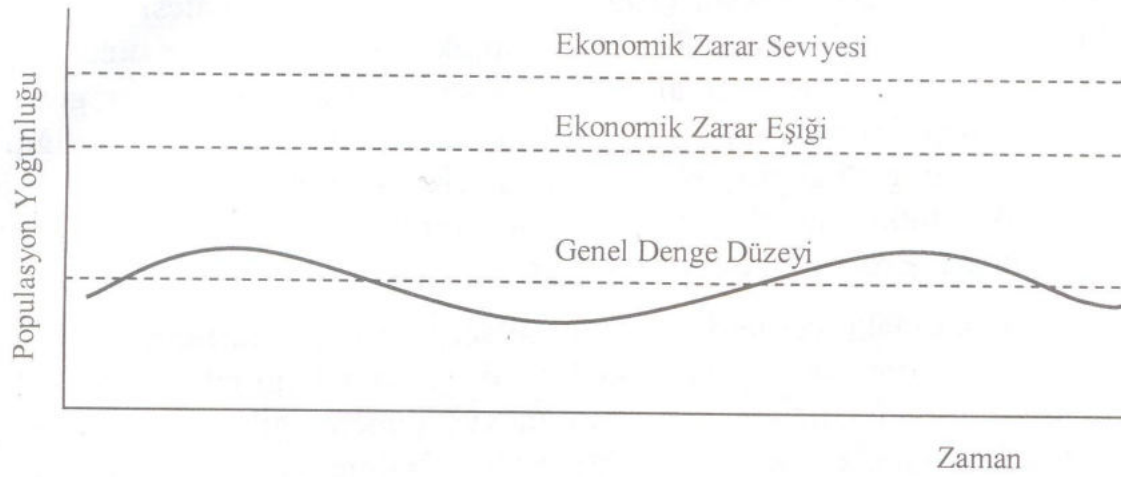 Ekonomik Zarar Seviyesi
Ekonomik Zarar Eşiği
Genel Denge Düzeyi
Populasyon Yoğunluğu
Zaman